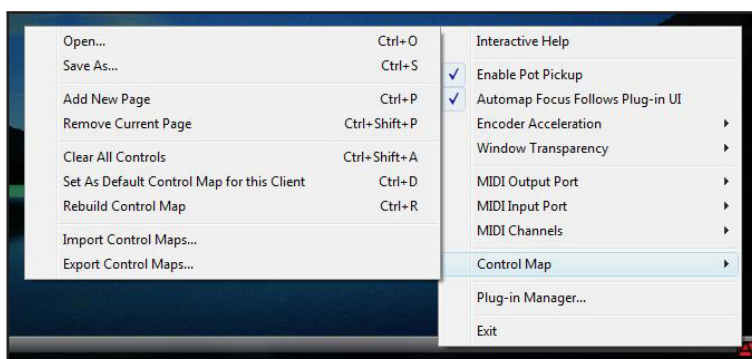 Open... Ctrl+O
Save As... Ctrl+S
Add New Page Ctrl+P
Remove Current Page Ctrl+Shift+P
Clear All Controls Ctrl+Shift+A
Set As Default Control Map for this Client Ctrl+D
Rebuild Control Map Ctrl+R
Import Control Maps...
Export Control Maps...
Interactive Help
Enable Pot Pickup
Automap Focus Follows Plug-in UI
Encoder Acceleration
Window Transparency
MIDI Output Port
MIDI Input Port
MIDI Channels
Control Map
Plug-in Manager...
Exit